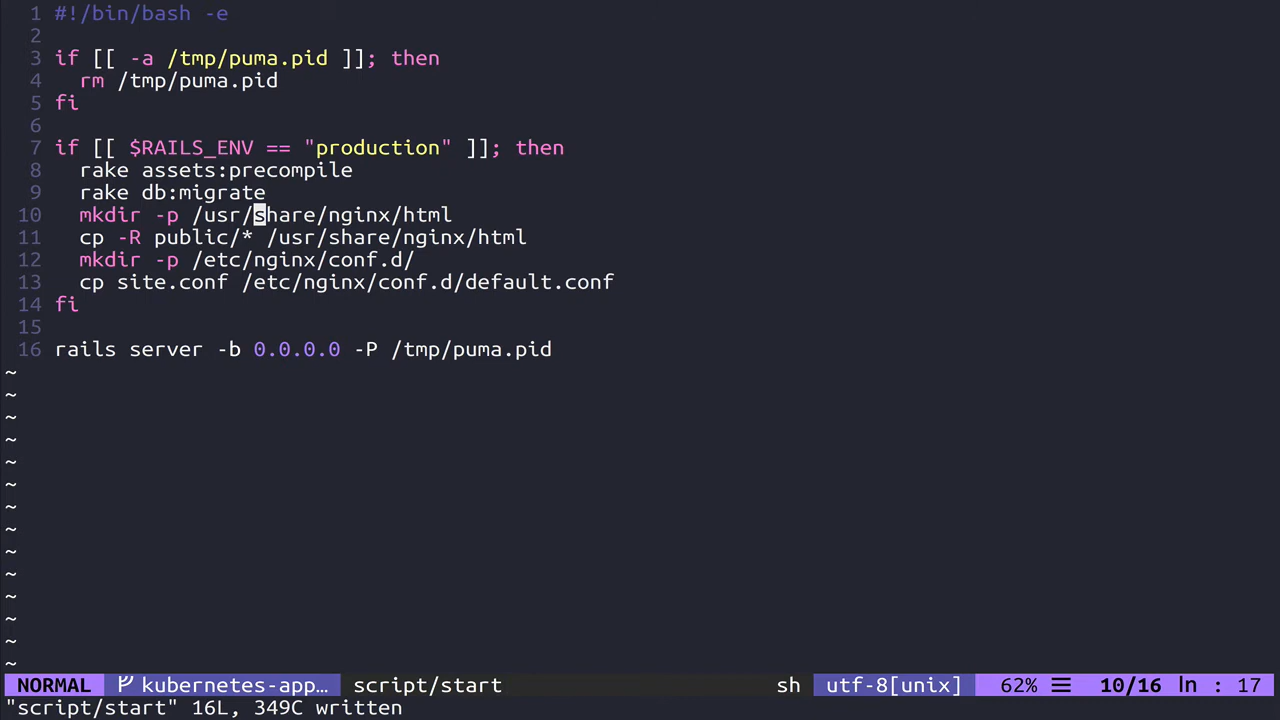 1 #!/bin/bash -e
2
3 if [[ -a /tmp/puma.pid ]]; then
4   rm /tmp/puma.pid
5 fi
6
7 if [[ $RAILS_ENV == "production" ]]; then
8   rake assets:precompile
9   rake db:migrate
10   mkdir -p /usr/share/nginx/html
11   cp -R public/* /usr/share/nginx/html
12   mkdir -p /etc/nginx/conf.d/
13   cp site.conf /etc/nginx/conf.d/default.conf
14 fi
15
16 rails server -b 0.0.0.0 -P /tmp/puma.pid
~
~
~
~
~
~
~
~
~
~
~
~
~
~
NORMAL kubernetes-app… script/start sh utf-8[unix] 62% ☰ 10/16 ln : 17
"script/start" 16L, 349C written